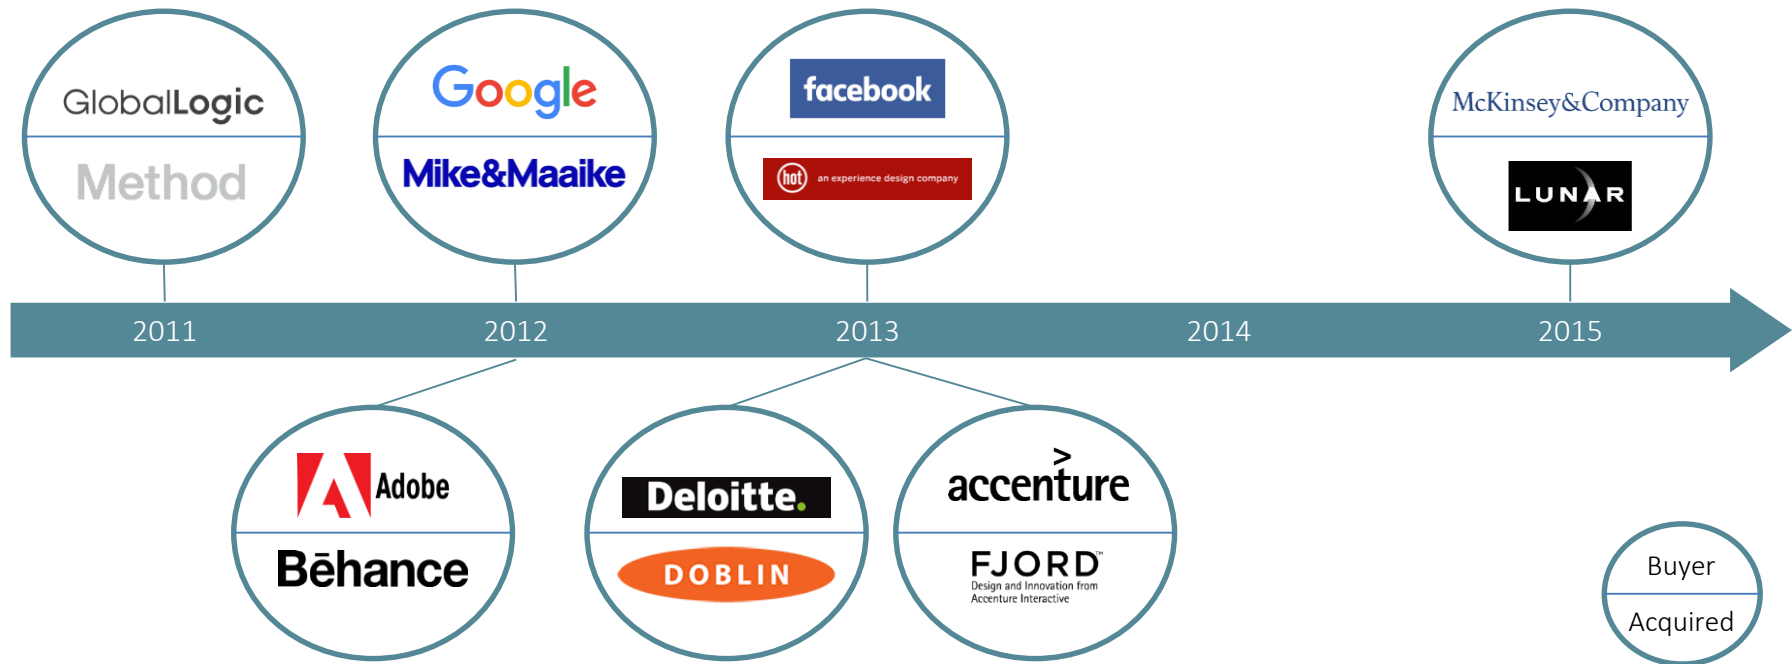 GlobalLogic
Method
Google
Mike&Maaike
facebook
hot an experience design company
McKinsey&Company
LUNAR
2011 2012 2013 2014 2015
Adobe
Bēhance
Deloitte.
DOBLIN
>
accenture
FJORD™
Design and Innovation from
Accenture Interactive
Buyer
Acquired